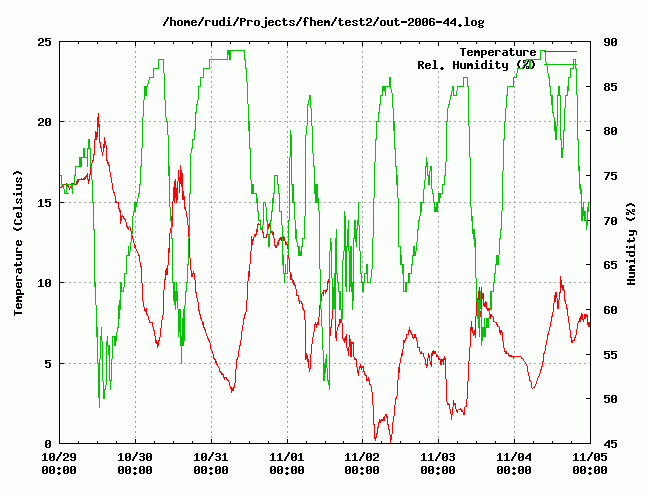 /home/rudi/Projects/fhem/test2/out-2006-44.log
25 90
Temperature
Rel. Humidity (%)
85
20 80
75
15 70
Temperature (Celsius)
Humidity (%)
65
10 60
5 55
50
0 45
10/29 10/30 10/31 11/01 11/02 11/03 11/04 11/05
00:00 00:00 00:00 00:00 00:00 00:00 00:00 00:00